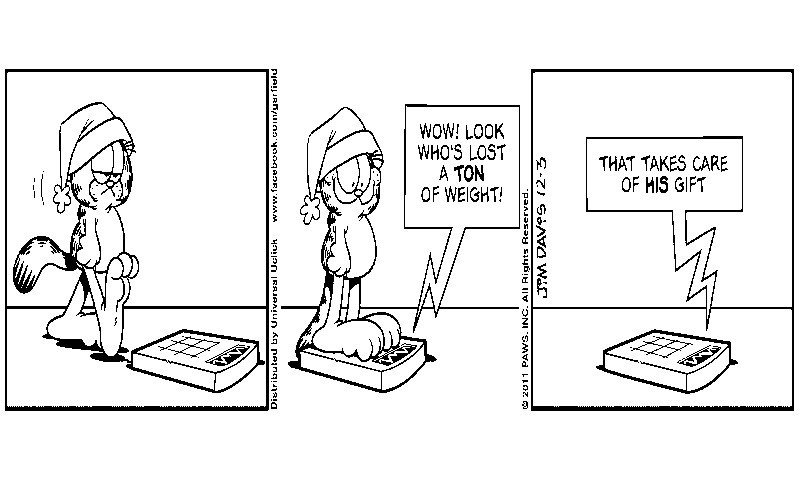 Distributed by Universal Uclick
www.facebook.com/garfield
WOW! LOOK
WHO'S LOST
A TON
OF WEIGHT!
© 2011 PAWS, INC. All Rights Reserved.
JIM DAVIS 12-3
THAT TAKES CARE
OF HIS GIFT